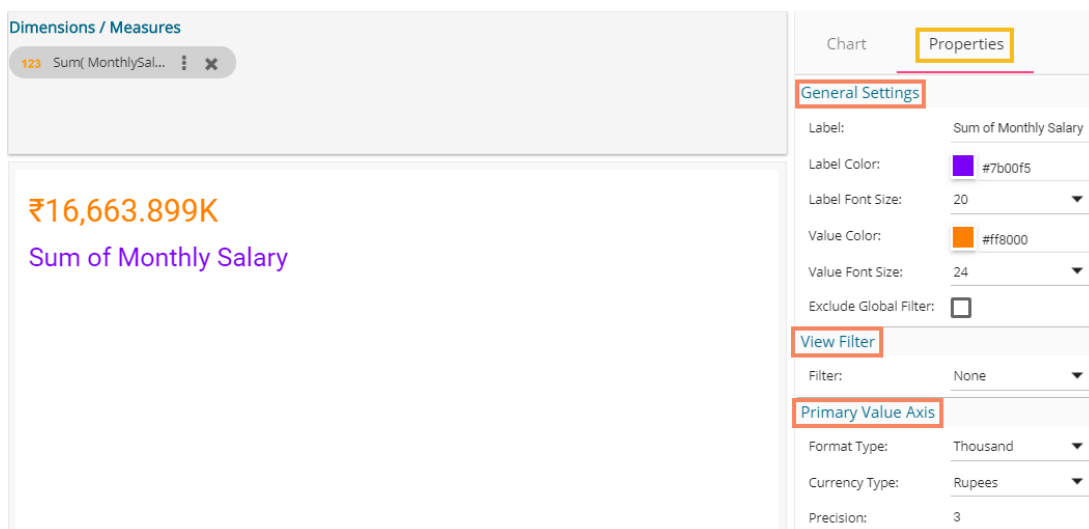 Dimensions / Measures
123 Sum( MonthlySal...
₹16,663.899K
Sum of Monthly Salary
Chart Properties
General Settings
Label: Sum of Monthly Salary
Label Color: #7b00f5
Label Font Size: 20
Value Color: #ff8000
Value Font Size: 24
Exclude Global Filter:
View Filter
Filter: None
Primary Value Axis
Format Type: Thousand
Currency Type: Rupees
Precision: 3